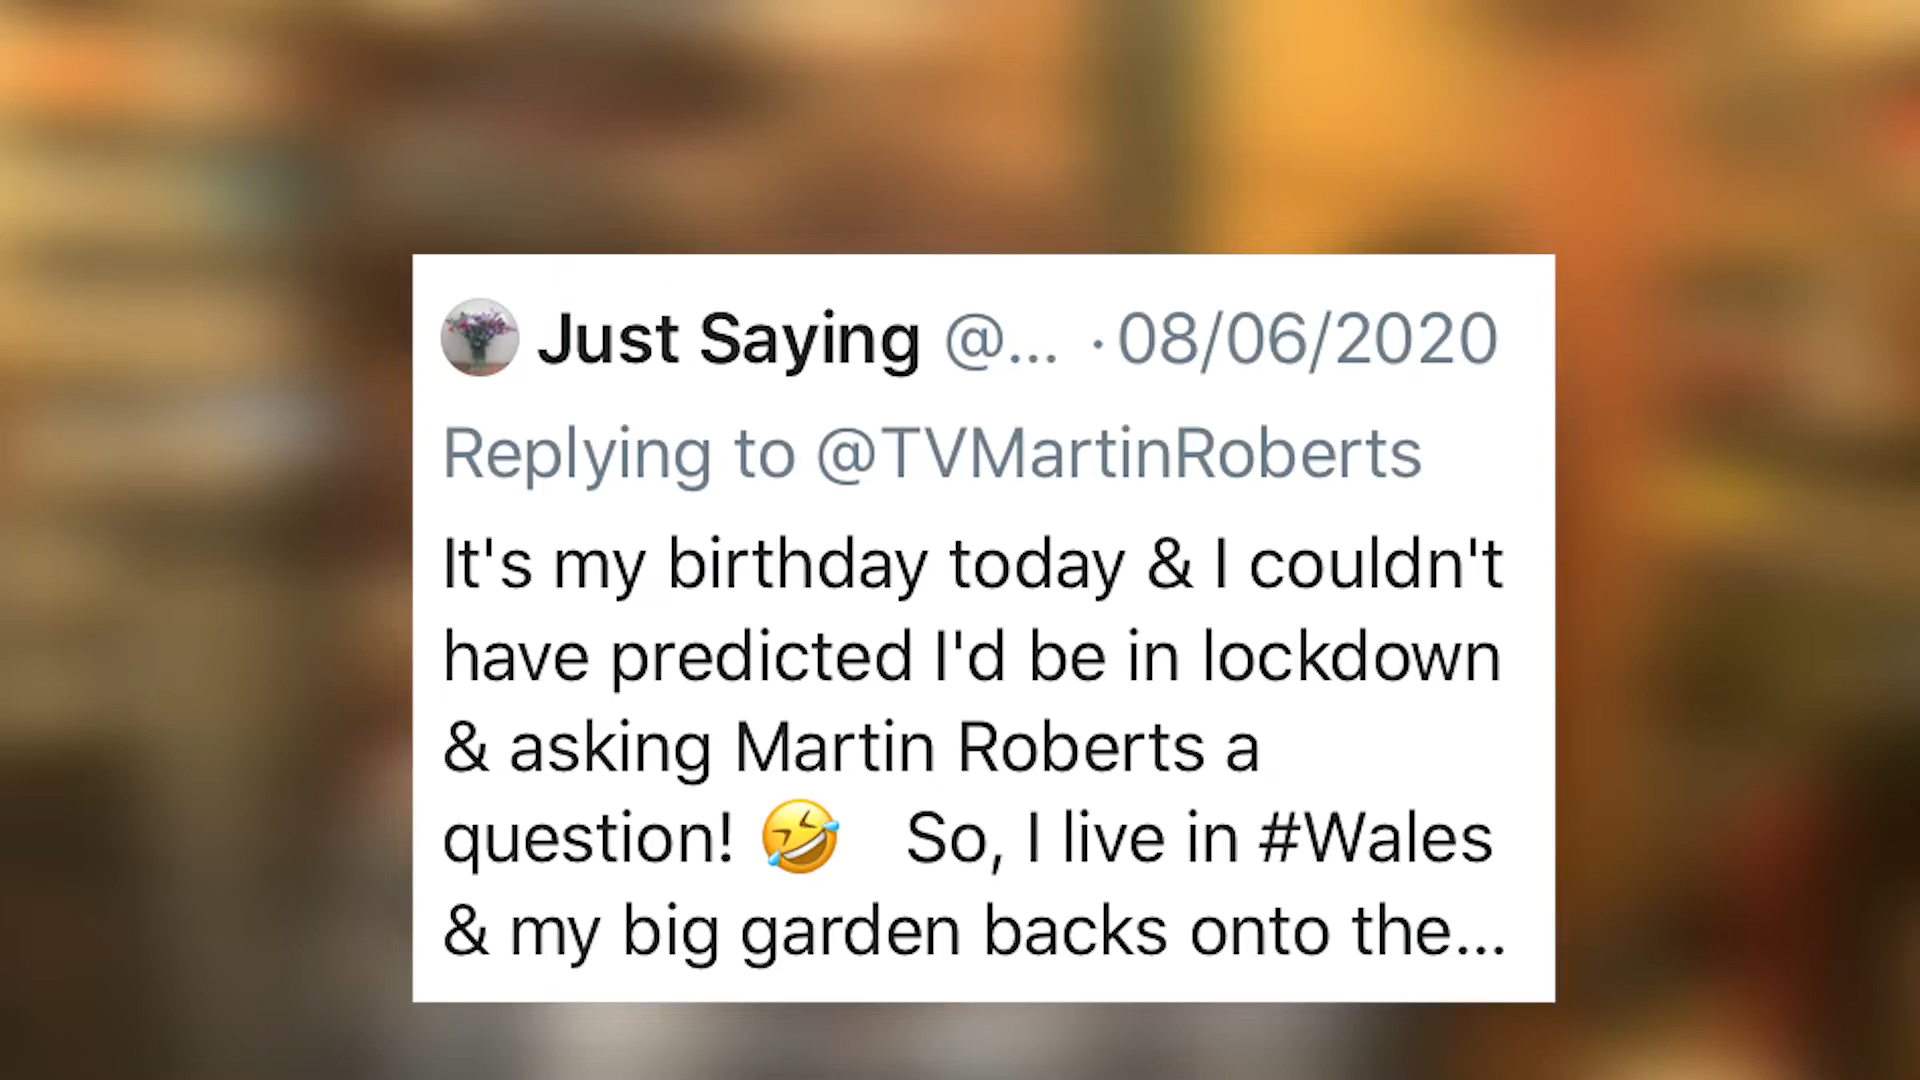 Just Saying @... · 08/06/2020
Replying to @TVMartinRoberts
It's my birthday today & I couldn't
have predicted I'd be in lockdown
& asking Martin Roberts a
question! 🤣 So, I live in #Wales
& my big garden backs onto the...